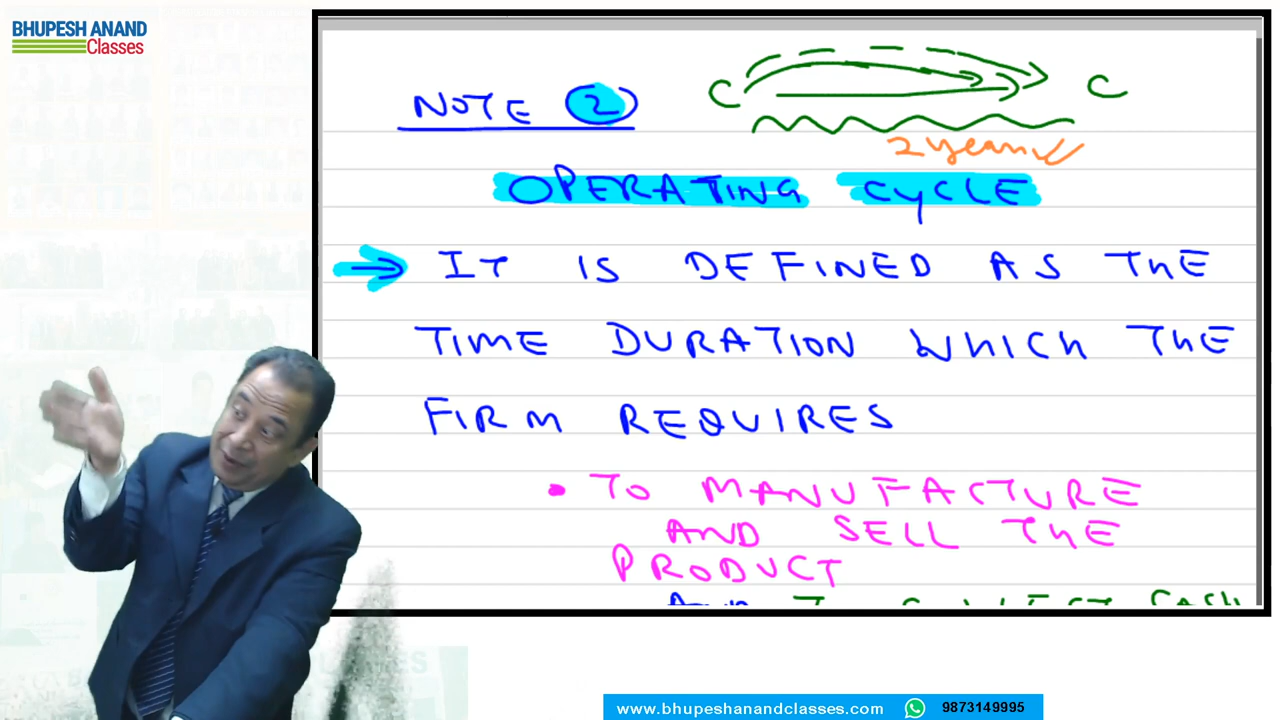 BHUPESH ANAND
Classes
NOTE 2
C C
2 years
OPERATING CYCLE
IT IS DEFINED AS THE
TIME DURATION WHICH THE
FIRM REQUIRES
• TO MANUFACTURE
AND SELL THE
PRODUCT
CASH
www.bhupeshanandclasses.com 9873149995